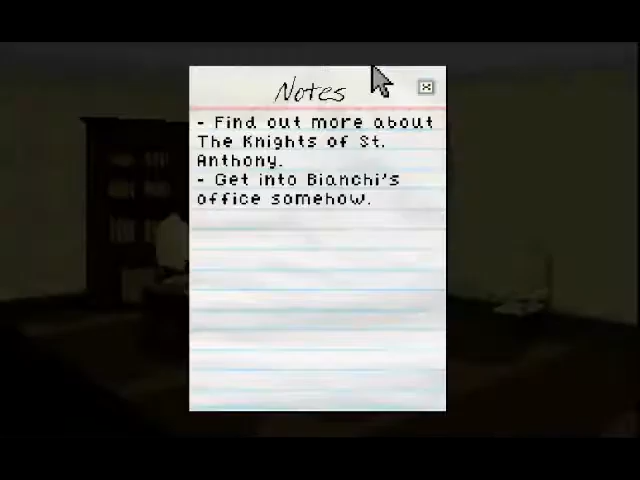 Notes
- Find out more about
The Knights of St.
Anthony.
- Get into Bianchi's
office somehow.